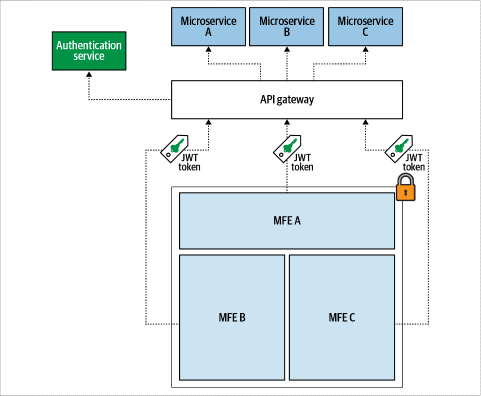 Microservice
A
Microservice
B
Microservice
C
Authentication
service
API gateway
JWT
token
JWT
token
JWT
token
MFE A
MFE B
MFE C